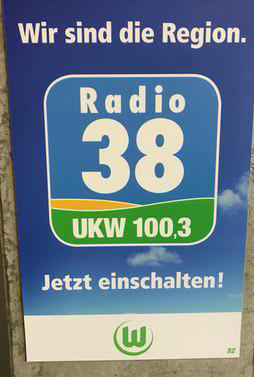 Wir sind die Region.
Radio
38
UKW 100,3
Jetzt einschalten!
W
92